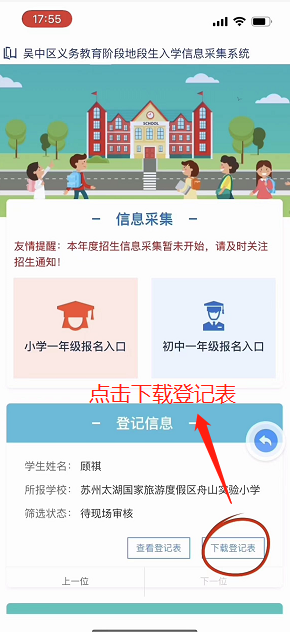 17:55
吴中区义务教育阶段地段生入学信息采集系统
SCHOOL
信息采集
友情提醒：本年度招生信息采集暂未开始，请及时关注
招生通知！
小学一年级报名入口
初中一年级报名入口
点击下载登记表
登记信息
学生姓名： 顾祺
所报学校： 苏州太湖国家旅游度假区舟山实验小学
筛选状态： 待现场审核
查看登记表
下载登记表
上一位
下一位